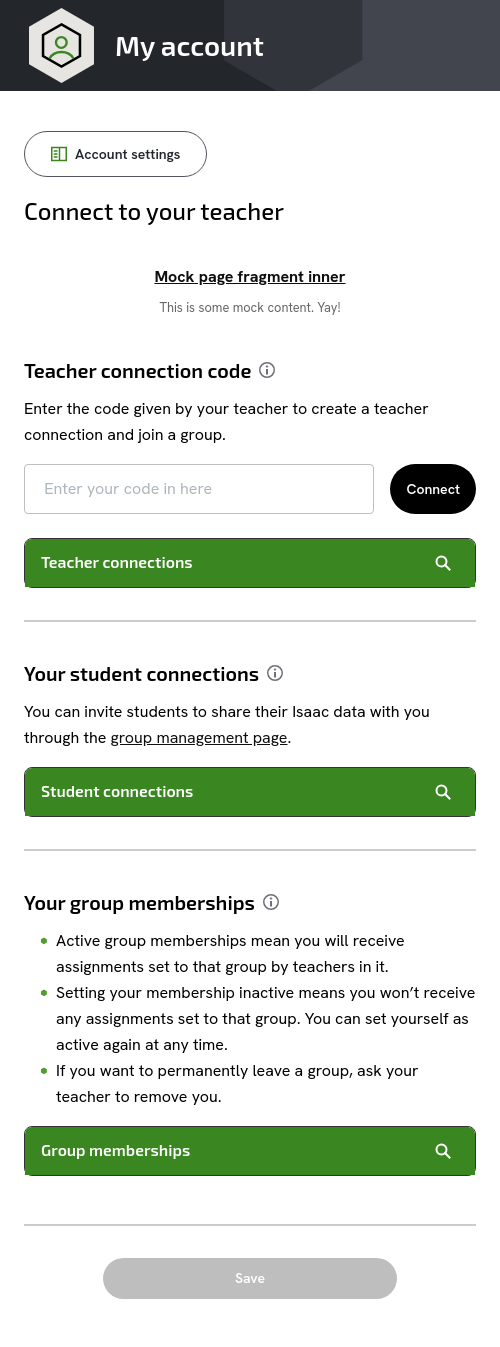 My account
Account settings
Connect to your teacher
Mock page fragment inner
This is some mock content. Yay!
Teacher connection code
Enter the code given by your teacher to create a teacher
connection and join a group.
Enter your code in here
Connect
Teacher connections
Your student connections
You can invite students to share their Isaac data with you
through the group management page.
Student connections
Your group memberships
Active group memberships mean you will receive
assignments set to that group by teachers in it.
Setting your membership inactive means you won’t receive
any assignments set to that group. You can set yourself as
active again at any time.
If you want to permanently leave a group, ask your
teacher to remove you.
Group memberships
Save